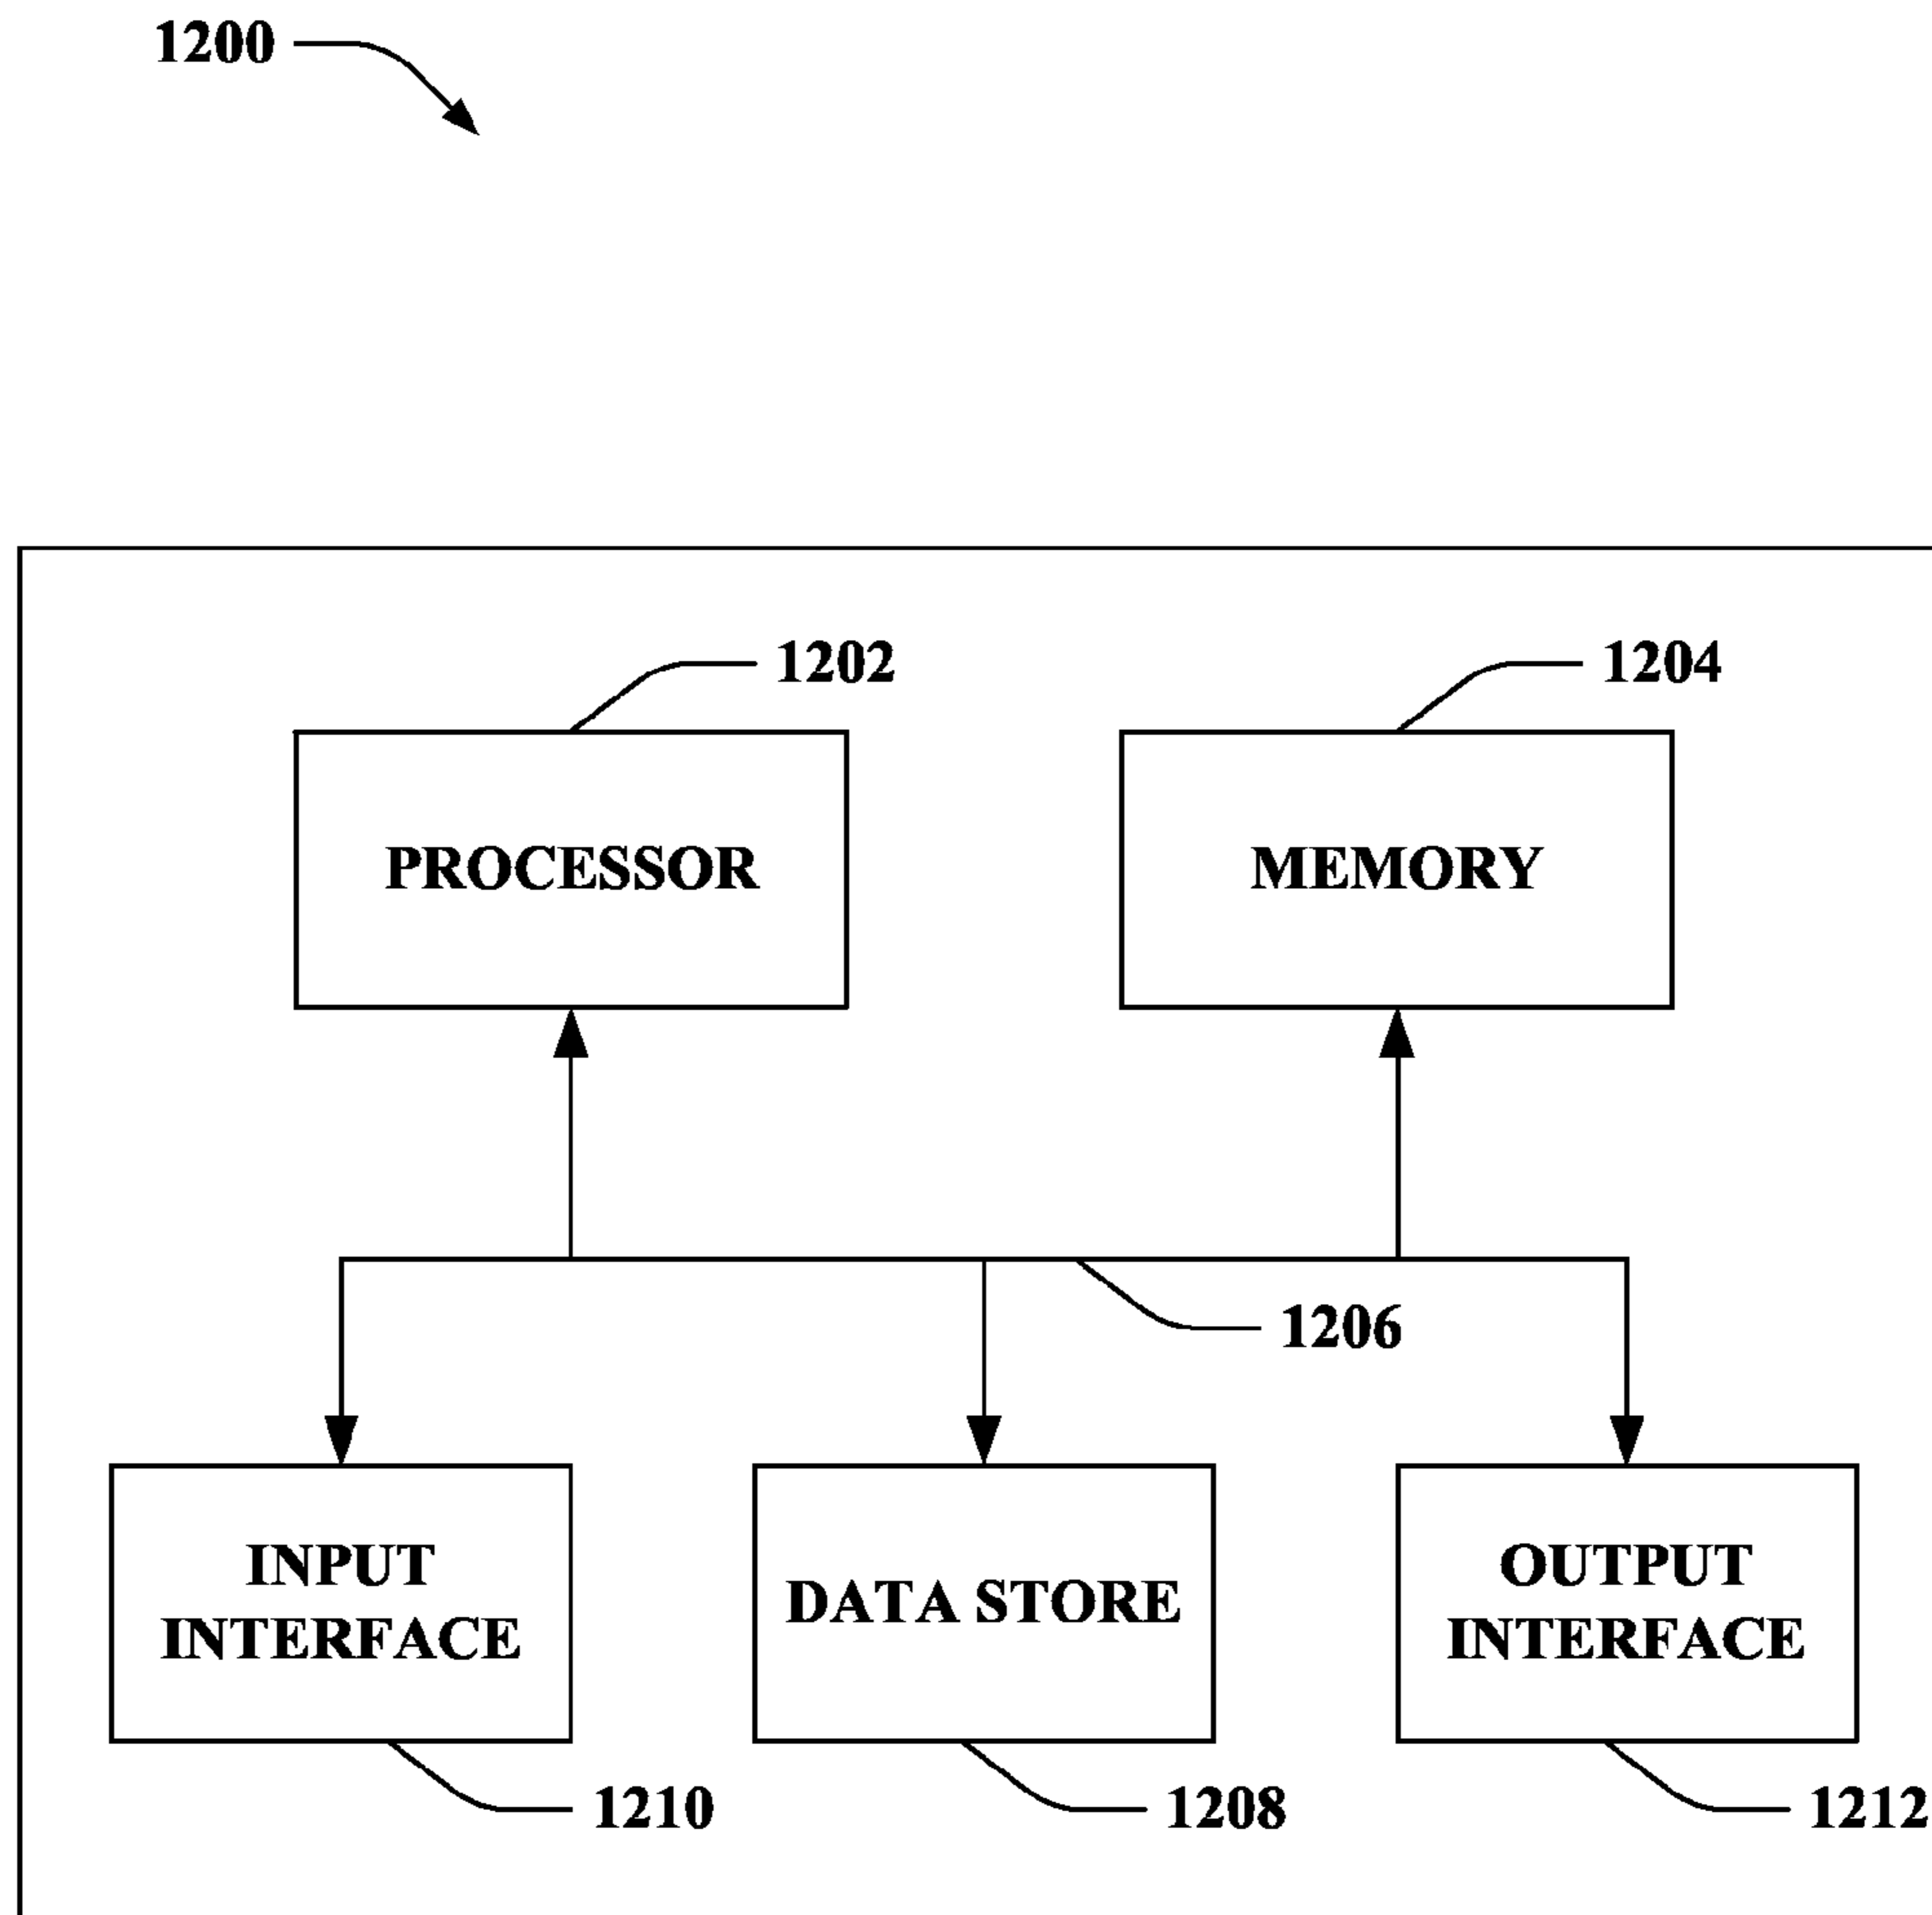 1200
1202
1204
PROCESSOR
MEMORY
1206
INPUT
INTERFACE
DATA STORE
OUTPUT
INTERFACE
1210
1208
1212